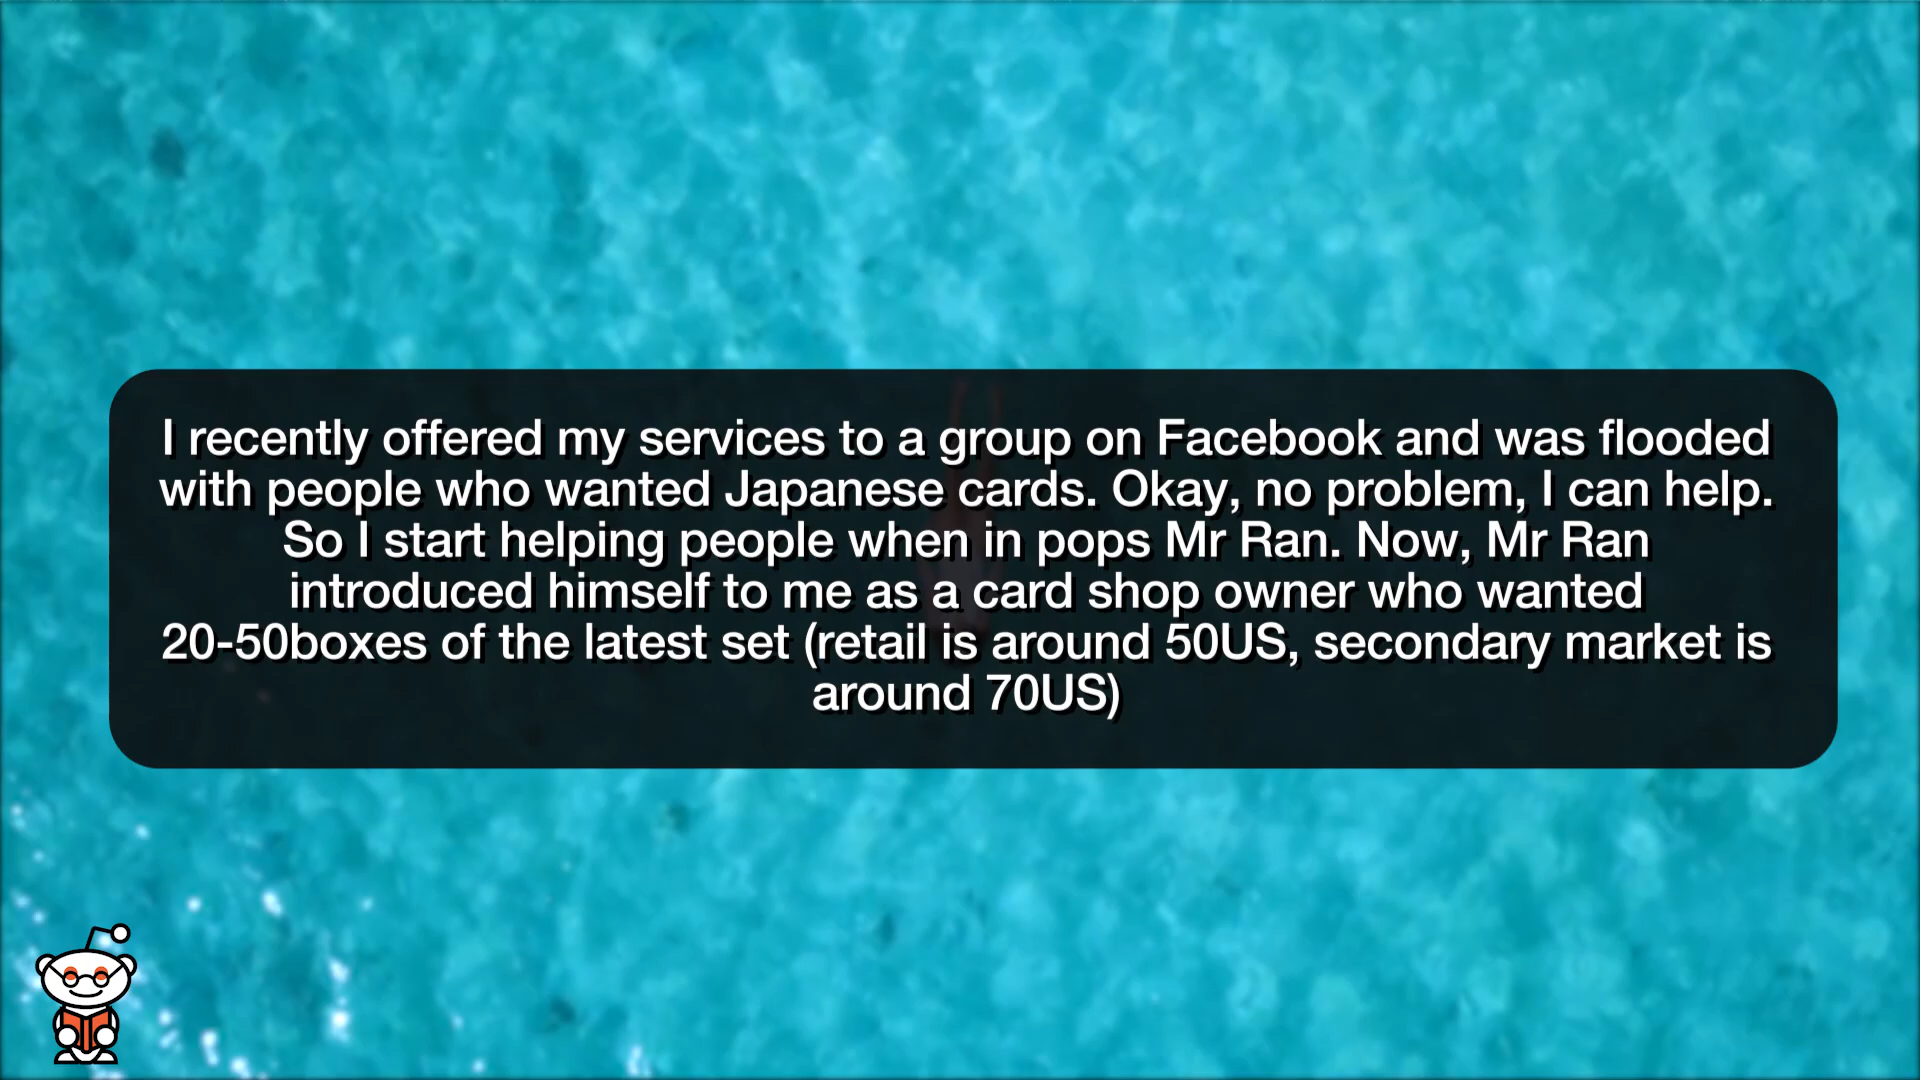 I recently offered my services to a group on Facebook and was flooded
with people who wanted Japanese cards. Okay, no problem, I can help.
So I start helping people when in pops Mr Ran. Now, Mr Ran
introduced himself to me as a card shop owner who wanted
20-50boxes of the latest set (retail is around 50US, secondary market is
around 70US)